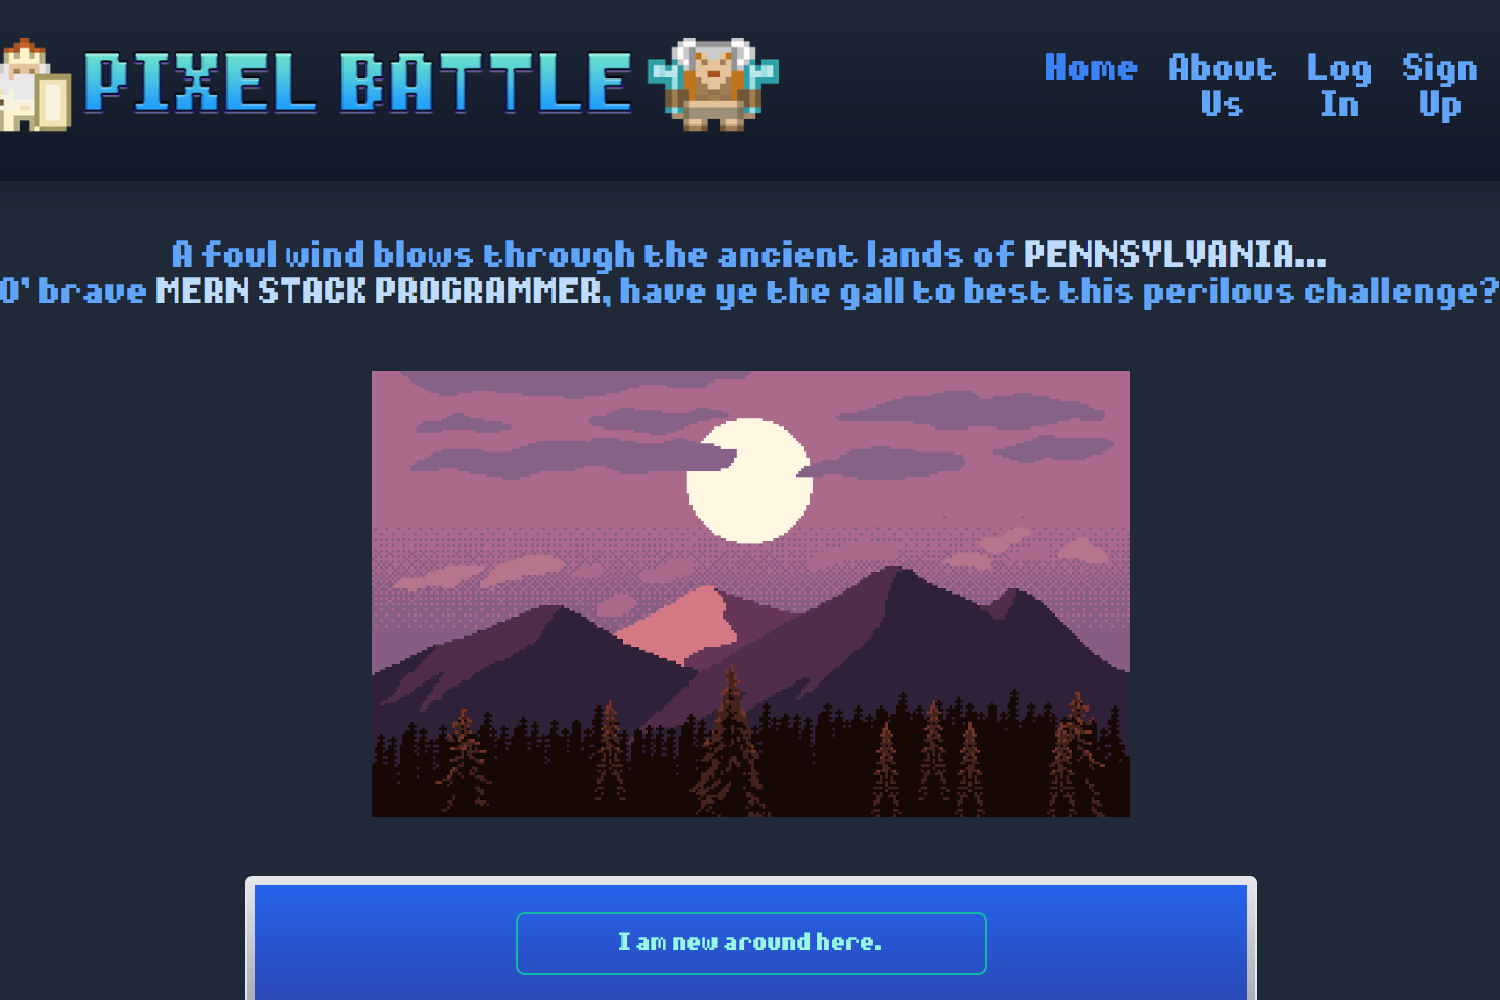 PIXEL BATTLE
Home About Log Sign
Us In Up
A foul wind blows through the ancient lands of PENNSYLVANIA...
O' brave MERN STACK PROGRAMMER, have ye the gall to best this perilous challenge?
I am new around here.